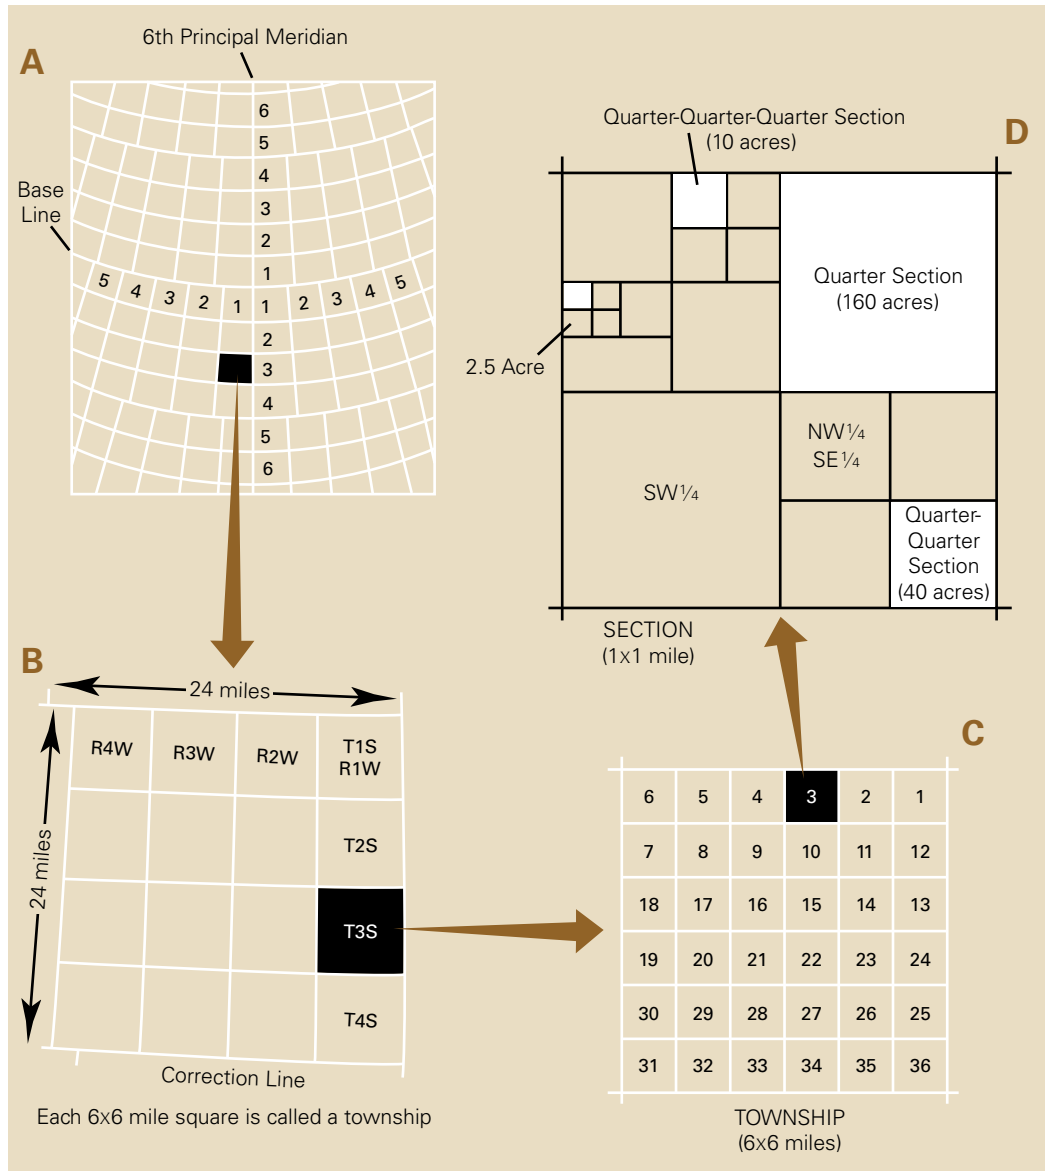 6th Principal Meridian
A
6
5
4
3
2
1
Base
Line
5 4 3 2 1 1 2 3 4 5
2
3
4
5
6
D
Quarter-Quarter-Quarter Section
(10 acres)
Quarter Section
(160 acres)
2.5 Acre
NW¼
SE¼
SW¼
Quarter-
Quarter
Section
(40 acres)
SECTION
(1x1 mile)
B
24 miles
24 miles
R4W R3W R2W T1S
R1W
T2S
T3S
T4S
Correction Line
Each 6x6 mile square is called a township
C
6 5 4 3 2 1
7 8 9 10 11 12
18 17 16 15 14 13
19 20 21 22 23 24
30 29 28 27 26 25
31 32 33 34 35 36
TOWNSHIP
(6x6 miles)